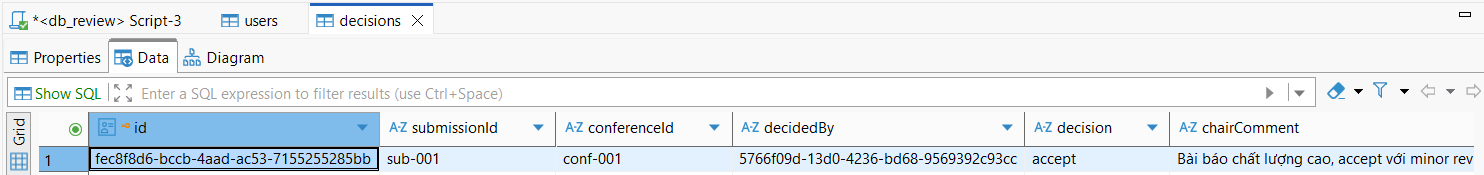 *<db_review> Script-3 users decisions
Properties Data Diagram
Show SQL Enter a SQL expression to filter results (use Ctrl+Space)
Grid id A-Z submissionId A-Z conferenceId A-Z decidedBy A-Z decision A-Z chairComment
1 fec8f8d6-bccb-4aad-ac53-7155255285bb sub-001 conf-001 5766f09d-13d0-4236-bd68-9569392c93cc accept Bài báo chất lượng cao, accept với minor rev